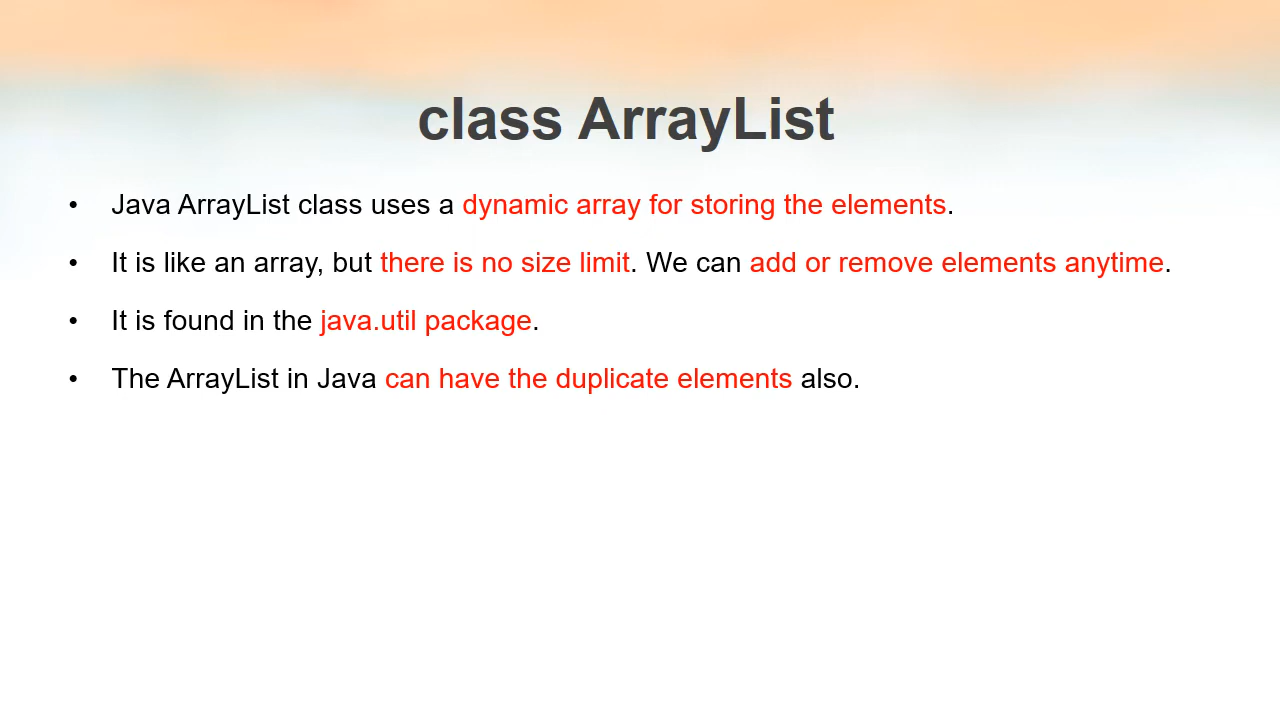 class ArrayList
• Java ArrayList class uses a dynamic array for storing the elements.
• It is like an array, but there is no size limit. We can add or remove elements anytime.
• It is found in the java.util package.
• The ArrayList in Java can have the duplicate elements also.